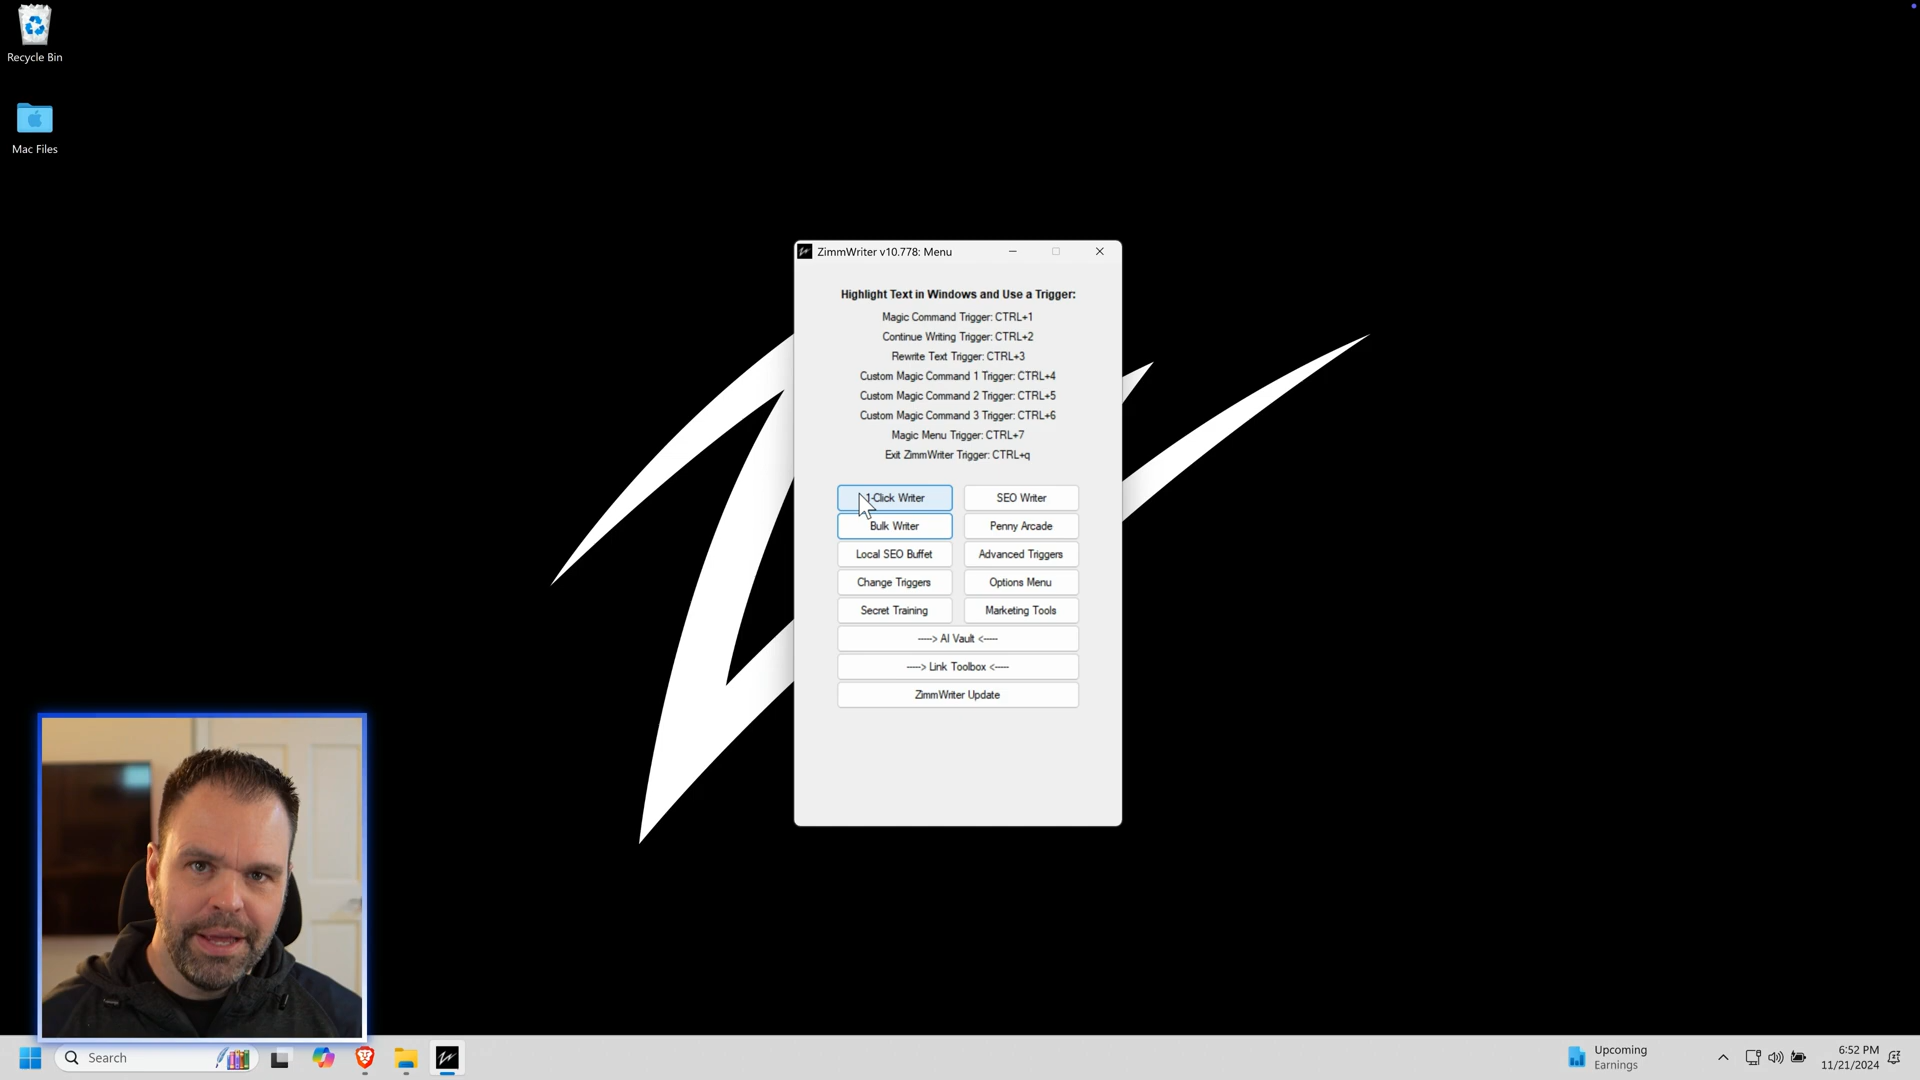 Recycle Bin
Mac Files
ZimmWriter v10.778: Menu
Highlight Text in Windows and Use a Trigger:
Magic Command Trigger: CTRL+1
Continue Writing Trigger: CTRL+2
Rewrite Text Trigger: CTRL+3
Custom Magic Command 1 Trigger: CTRL+4
Custom Magic Command 2 Trigger: CTRL+5
Custom Magic Command 3 Trigger: CTRL+6
Magic Menu Trigger: CTRL+7
Exit ZimmWriter Trigger: CTRL+q
1-Click Writer SEO Writer
Bulk Writer Penny Arcade
Local SEO Buffet Advanced Triggers
Change Triggers Options Menu
Secret Training Marketing Tools
-----> AI Vault <-----
-----> Link Toolbox <-----
ZimmWriter Update
Search
Upcoming
Earnings
6:52 PM
11/21/2024